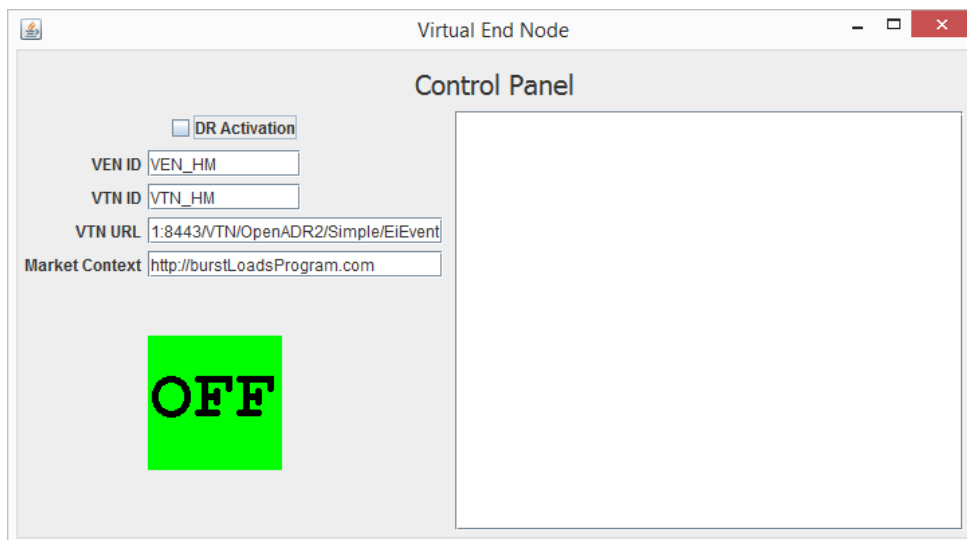 Virtual End Node
Control Panel
DR Activation
VEN ID VEN_HM
VTN ID VTN_HM
VTN URL 1:8443/VTN/OpenADR2/Simple/EiEvent
Market Context http://burstLoadsProgram.com
OFF